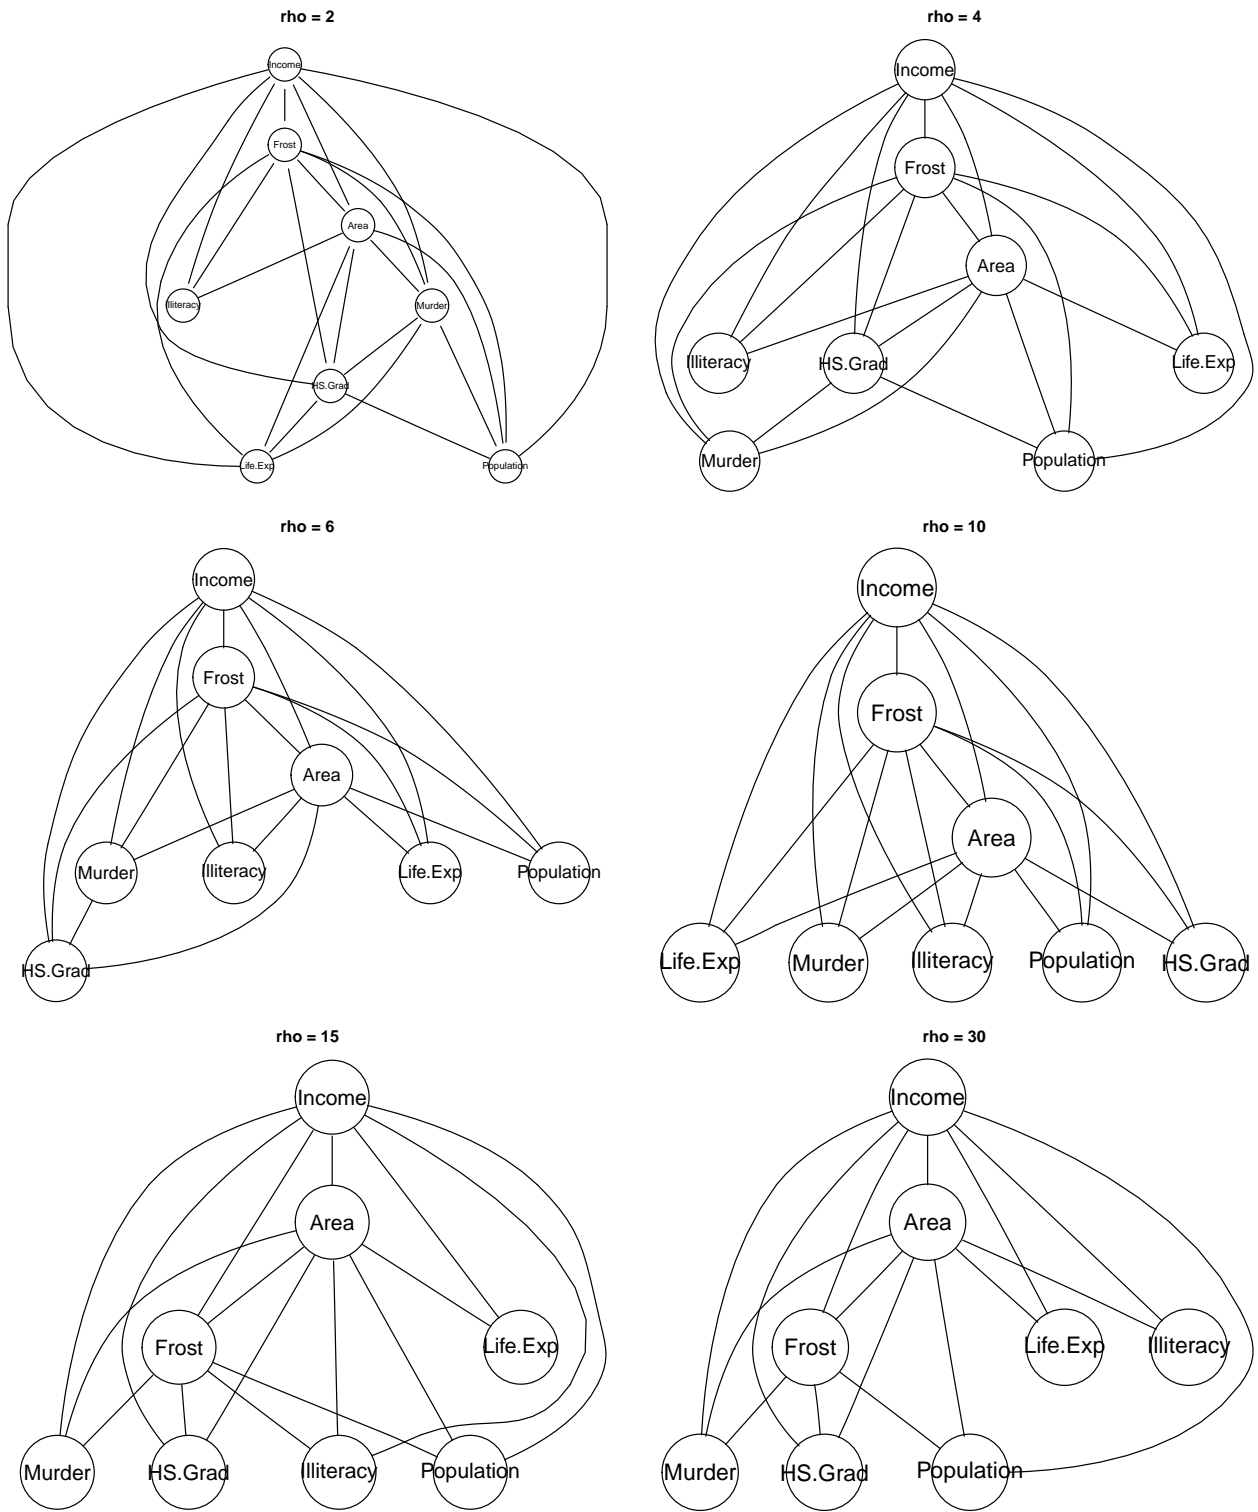 rho = 2
Income
Frost
Area
Illiteracy
Murder
HS.Grad
Life.Exp
Population
rho = 4
Income
Frost
Area
Illiteracy
HS.Grad
Life.Exp
Murder
Population
rho = 6
Income
Frost
Area
Murder
Illiteracy
Life.Exp
Population
HS.Grad
rho = 10
Income
Frost
Area
Life.Exp
Murder
Illiteracy
Population
HS.Grad
rho = 15
Income
Area
Frost
Life.Exp
Murder
HS.Grad
Illiteracy
Population
rho = 30
Income
Area
Frost
Life.Exp
Illiteracy
Murder
HS.Grad
Population